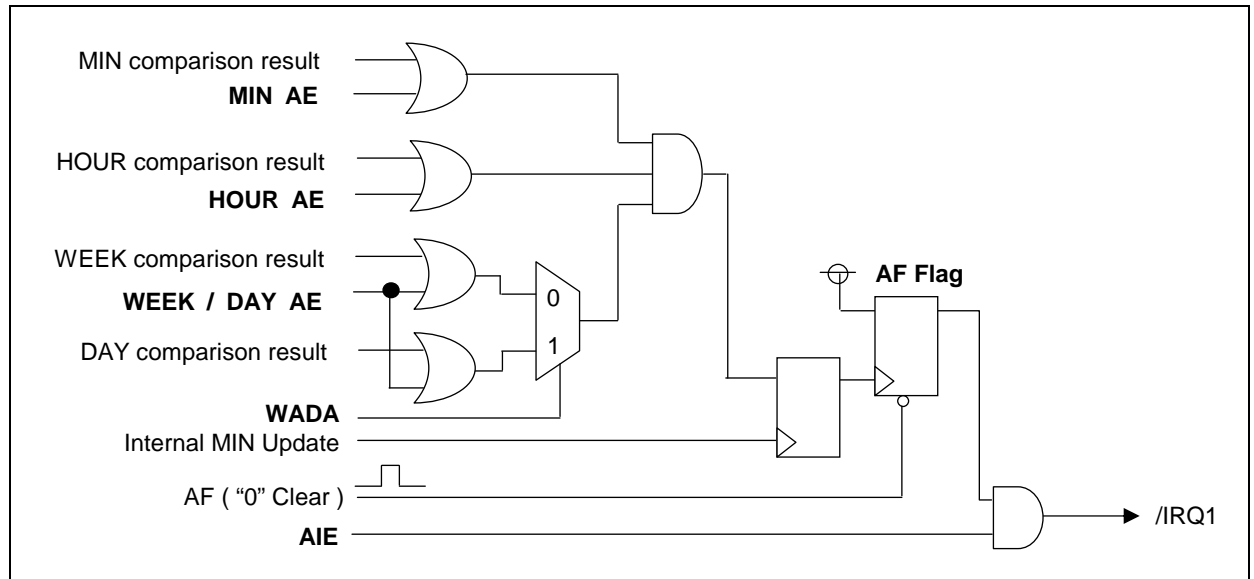 MIN comparison result
MIN AE
HOUR comparison result
HOUR AE
WEEK comparison result
WEEK / DAY AE
DAY comparison result
0
1
WADA
Internal MIN Update
AF ( “0” Clear )
AIE
AF Flag
/IRQ1